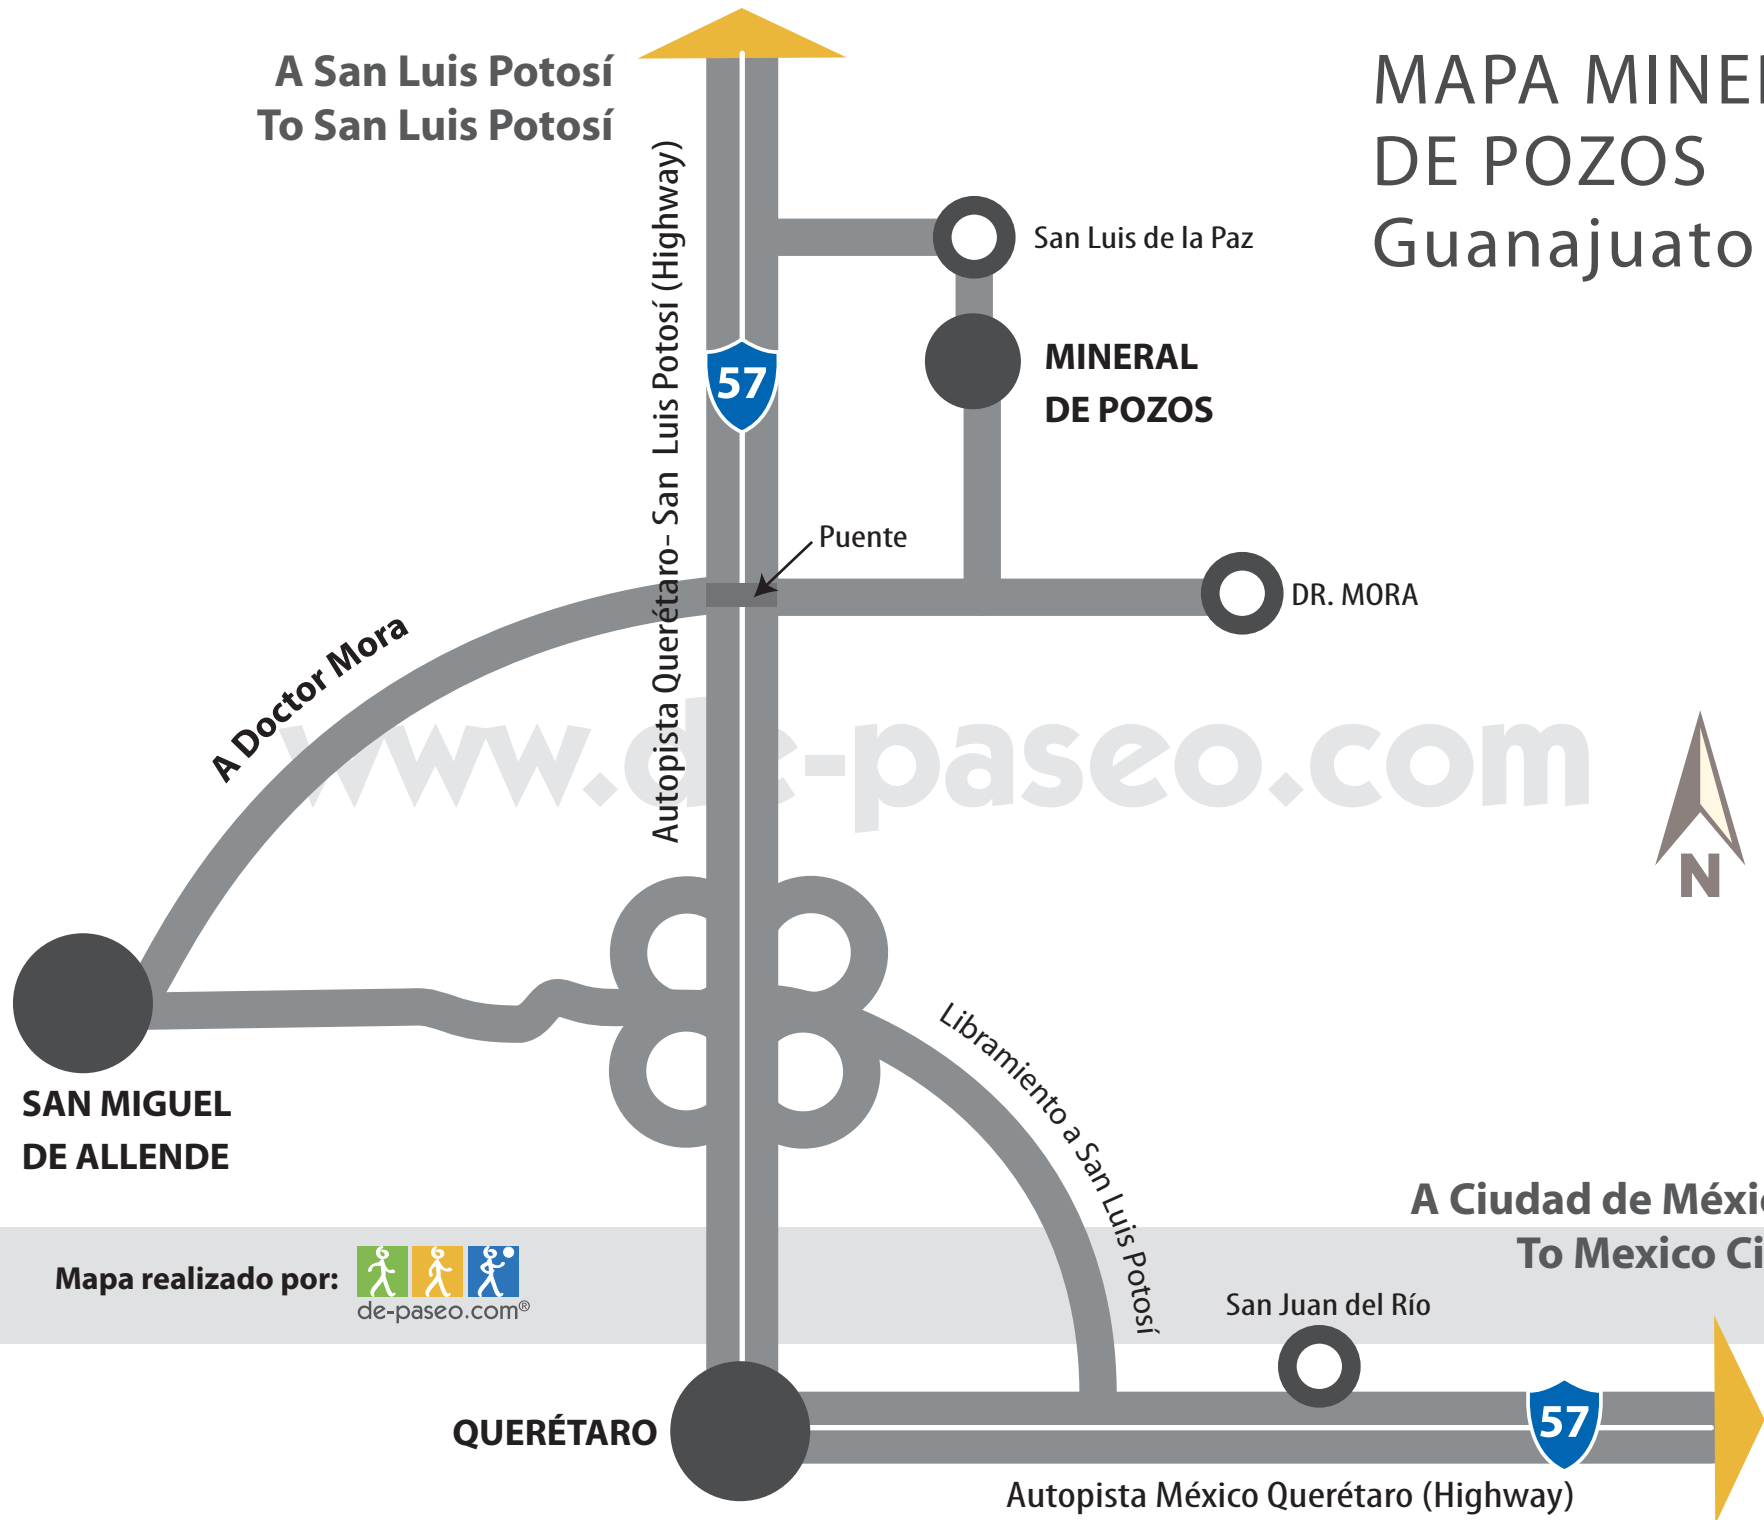 A San Luis Potosí
To San Luis Potosí
MAPA MINE
DE POZOS
Guanajuato
Autopista Querétaro- San Luis Potosí (Highway)
San Luis de la Paz
57
MINERAL
DE POZOS
Puente
DR. MORA
A Doctor Mora
www.de-paseo.com
N
Libramiento a San Luis Potosí
SAN MIGUEL
DE ALLENDE
A Ciudad de Méxi
To Mexico Ci
Mapa realizado por:
de-paseo.com®
San Juan del Río
QUERÉTARO
57
Autopista México Querétaro (Highway)